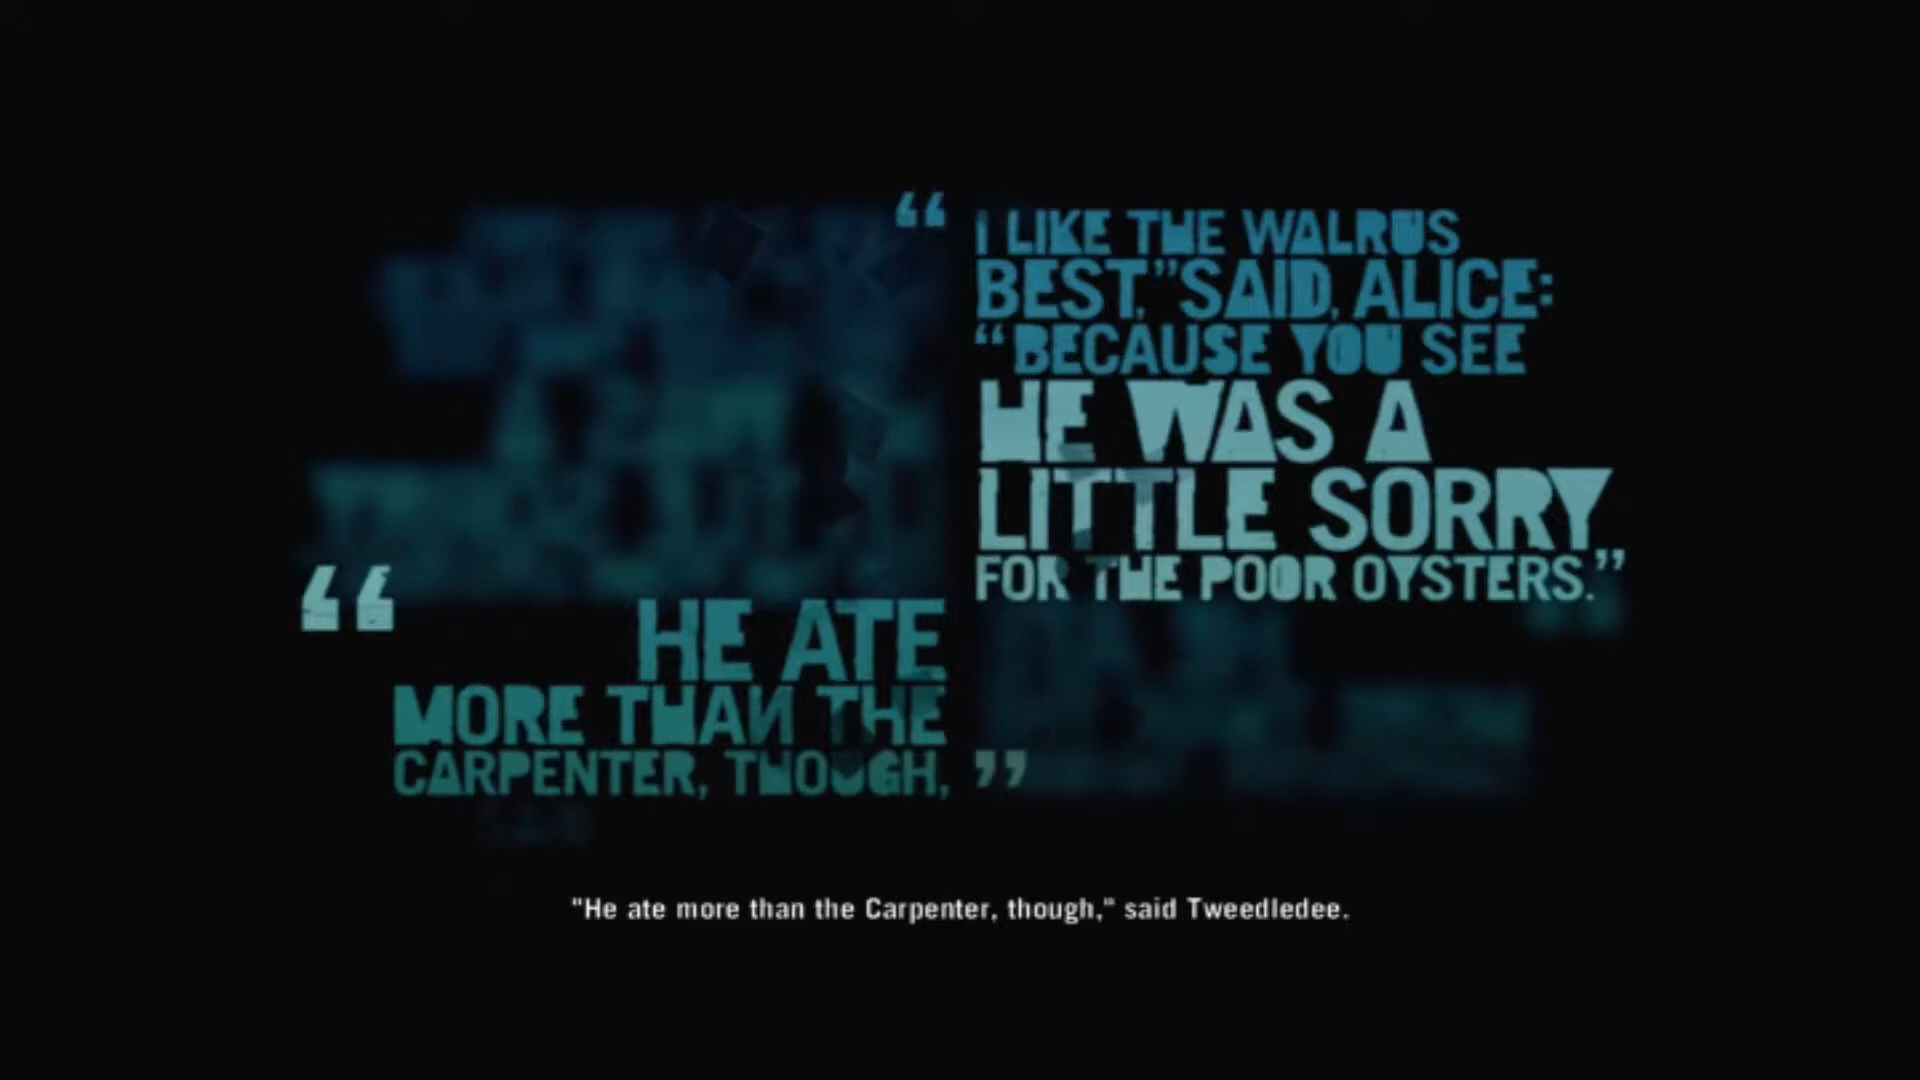 “ I LIKE THE WALRUS
BEST,” SAID, ALICE:
“BECAUSE YOU SEE
HE WAS A
LITTLE SORRY
FOR THE POOR OYSTERS.”
“ HE ATE
MORE THAN THE
CARPENTER, THOUGH, ”
"He ate more than the Carpenter, though," said Tweedledee.